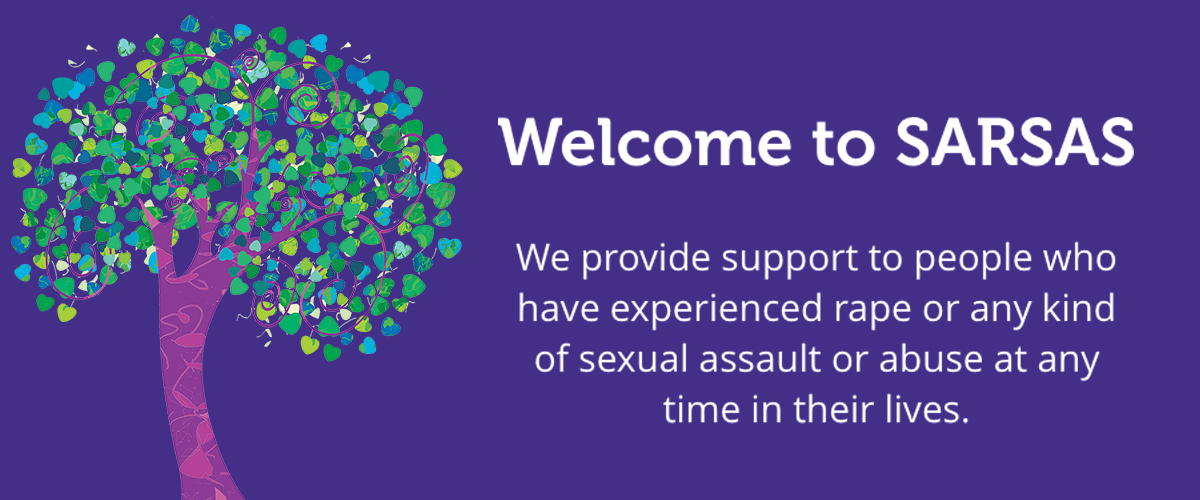 Welcome to SARSAS
We provide support to people who
have experienced rape or any kind
of sexual assault or abuse at any
time in their lives.